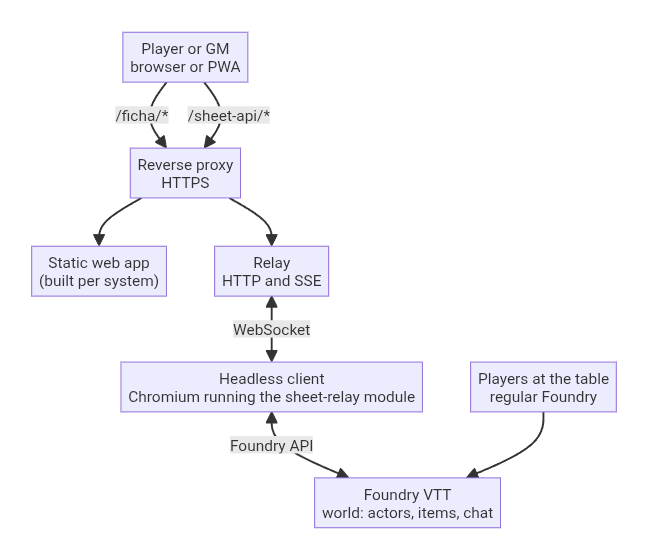 Player or GM
browser or PWA
/ficha/*
/sheet-api/*
Reverse proxy
HTTPS
Static web app
(built per system)
Relay
HTTP and SSE
WebSocket
Headless client
Chromium running the sheet-relay module
Players at the table
regular Foundry
Foundry API
Foundry VTT
world: actors, items, chat